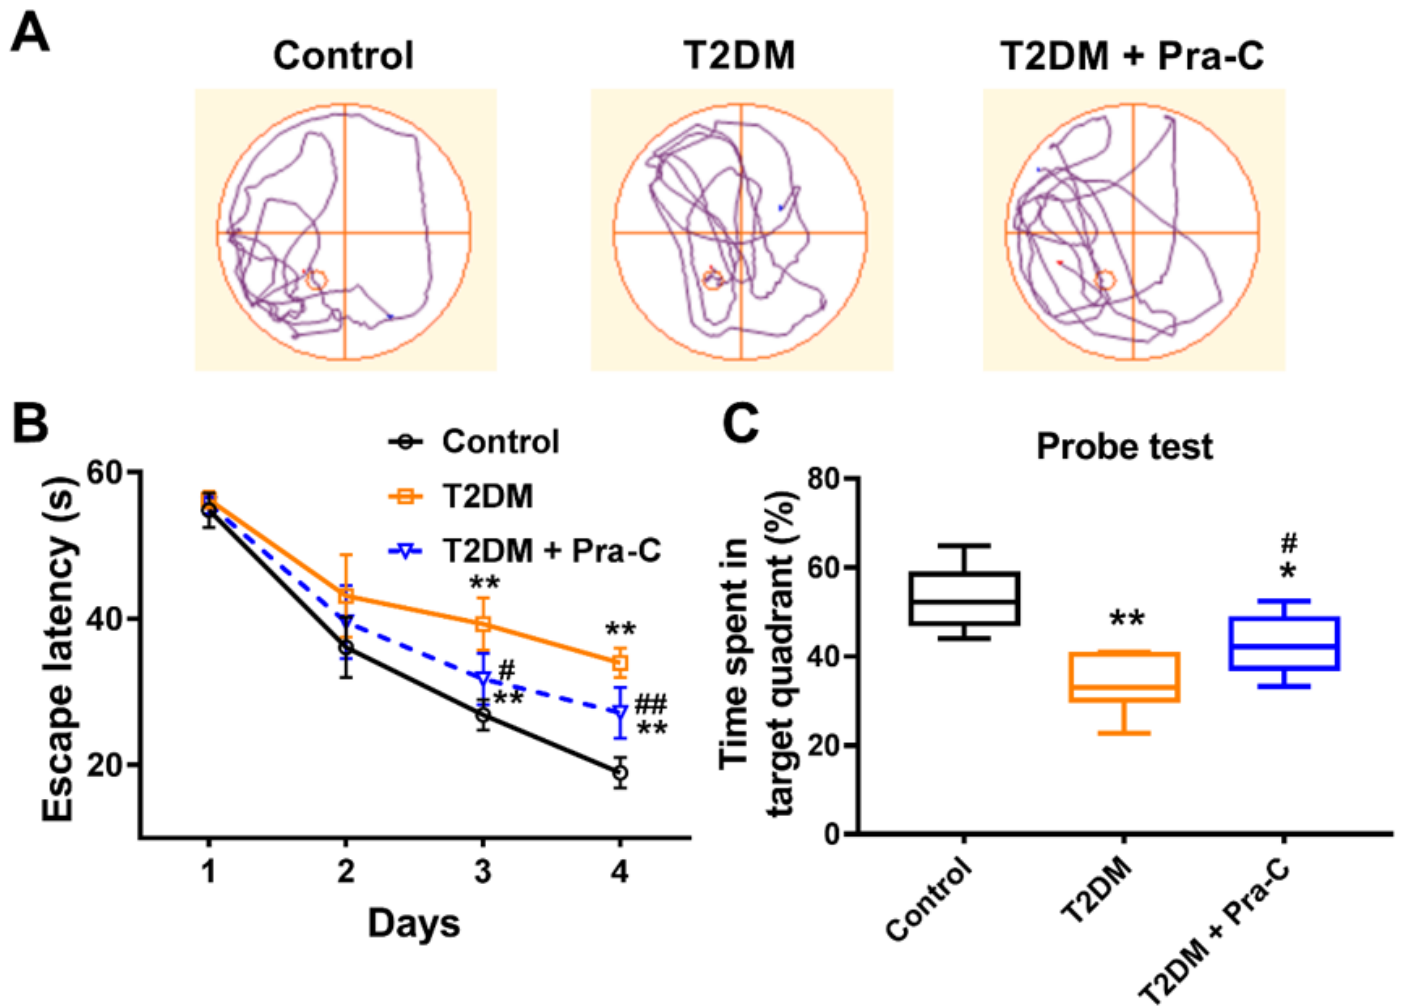 A
Control
T2DM
T2DM + Pra-C
B
Control
T2DM
T2DM + Pra-C
Escape latency (s)
60
40
20
**
**
#
**
##
**
1
2
3
4
Days
C
Probe test
Time spent in
target quadrant (%)
80
60
40
20
0
**
#
*
Control
T2DM
T2DM + Pra-C